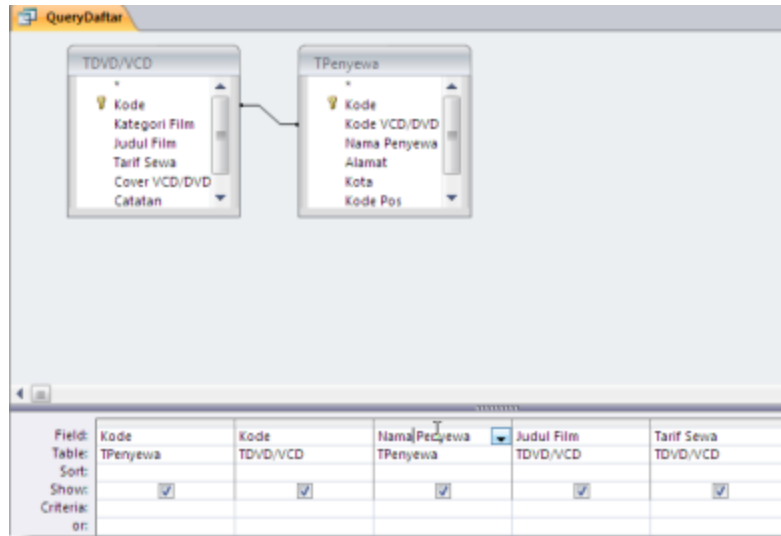 QueryDaftar
TDVD/VCD
*
Kode
Kategori Film
Judul Film
Tarif Sewa
Cover VCD/DVD
Catatan
TPenyewa
*
Kode
Kode VCD/DVD
Nama Penyewa
Alamat
Kota
Kode Pos
Field: Kode Kode Nama Penyewa Judul Film Tarif Sewa
Table: TPenyewa TDVD/VCD TPenyewa TDVD/VCD TDVD/VCD
Sort:
Show:
Criteria:
or: